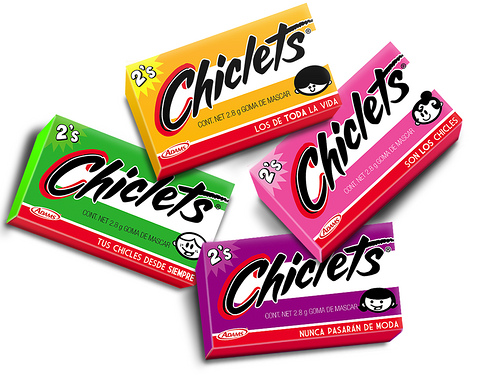 2's
Chiclets®
CONT. NET 2.8 g GOMA DE MASCAR
ADAMS
LOS DE TODA LA VIDA
2's
Chiclets®
CONT. NET 2.8 g GOMA DE MASCAR
ADAMS
SON LOS CHICLES
2's
Chiclets®
CONT. NET 2.8 g GOMA DE MASCAR
ADAMS
TUS CHICLES DESDE SIEMPRE
2's
Chiclets®
CONT. NET 2.8 g GOMA DE MASCAR
ADAMS
NUNCA PASARÁN DE MODA